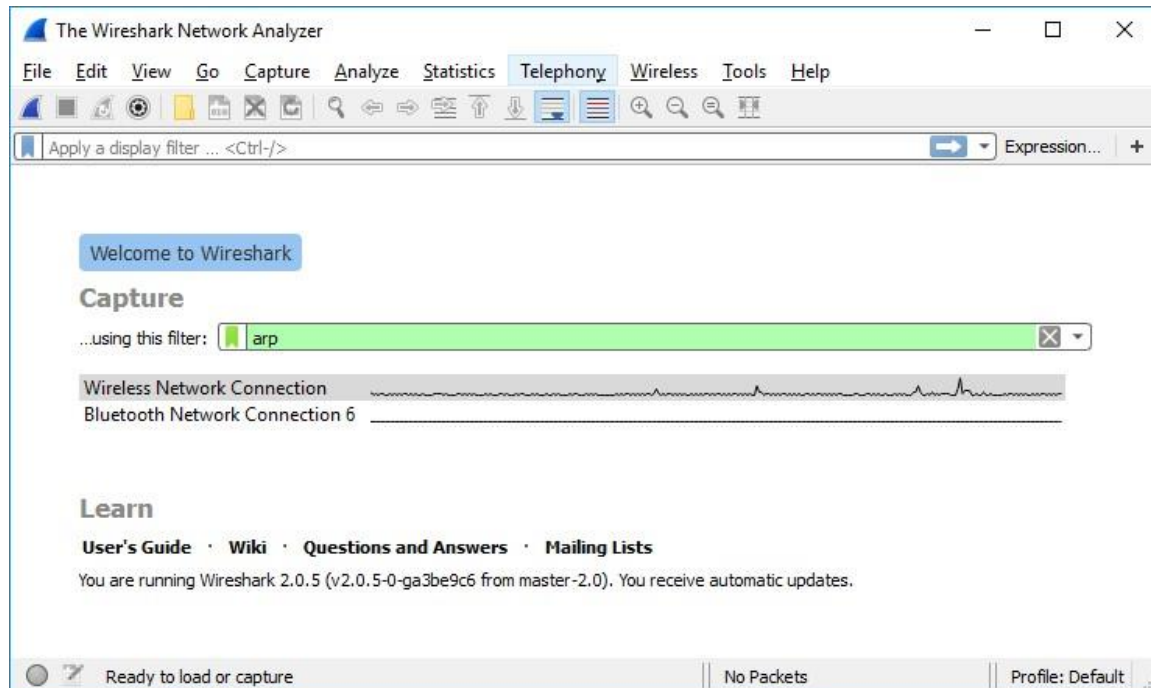 The Wireshark Network Analyzer
File Edit View Go Capture Analyze Statistics Telephony Wireless Tools Help
Apply a display filter ... <Ctrl-/> Expression... +
Welcome to Wireshark
Capture
...using this filter: arp
Wireless Network Connection
Bluetooth Network Connection 6
Learn
User's Guide · Wiki · Questions and Answers · Mailing Lists
You are running Wireshark 2.0.5 (v2.0.5-0-ga3be9c6 from master-2.0). You receive automatic updates.
Ready to load or capture No Packets Profile: Default